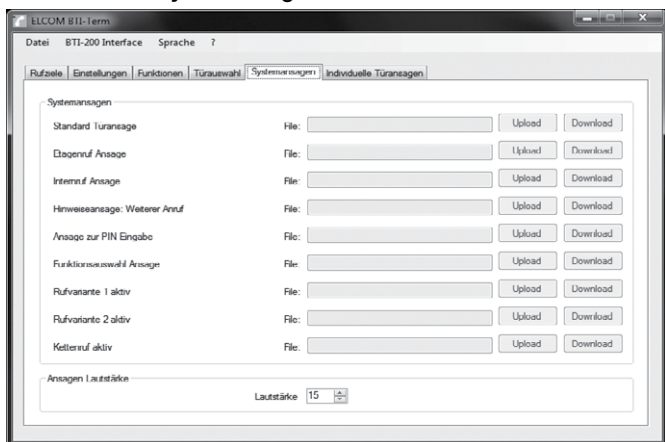 ELCOM BTI-Term
Datei BTI-200 Interface Sprache ?
Rufziele Einstellungen Funktionen Türauswahl Systemansagen Individuelle Türansagen
Systemansagen
Standard Türansage File: Upload Download
Etagenruf Ansage File: Upload Download
Internruf Ansage File: Upload Download
Hinweiseansage: Weiterer Anruf File: Upload Download
Ansage zur PIN Eingabe File: Upload Download
Funktionsauswahl Ansage File: Upload Download
Rufvariante 1 aktiv File: Upload Download
Rufvariante 2 aktiv File: Upload Download
Kettenruf aktiv File: Upload Download
Ansagen Lautstärke
Lautstärke 15